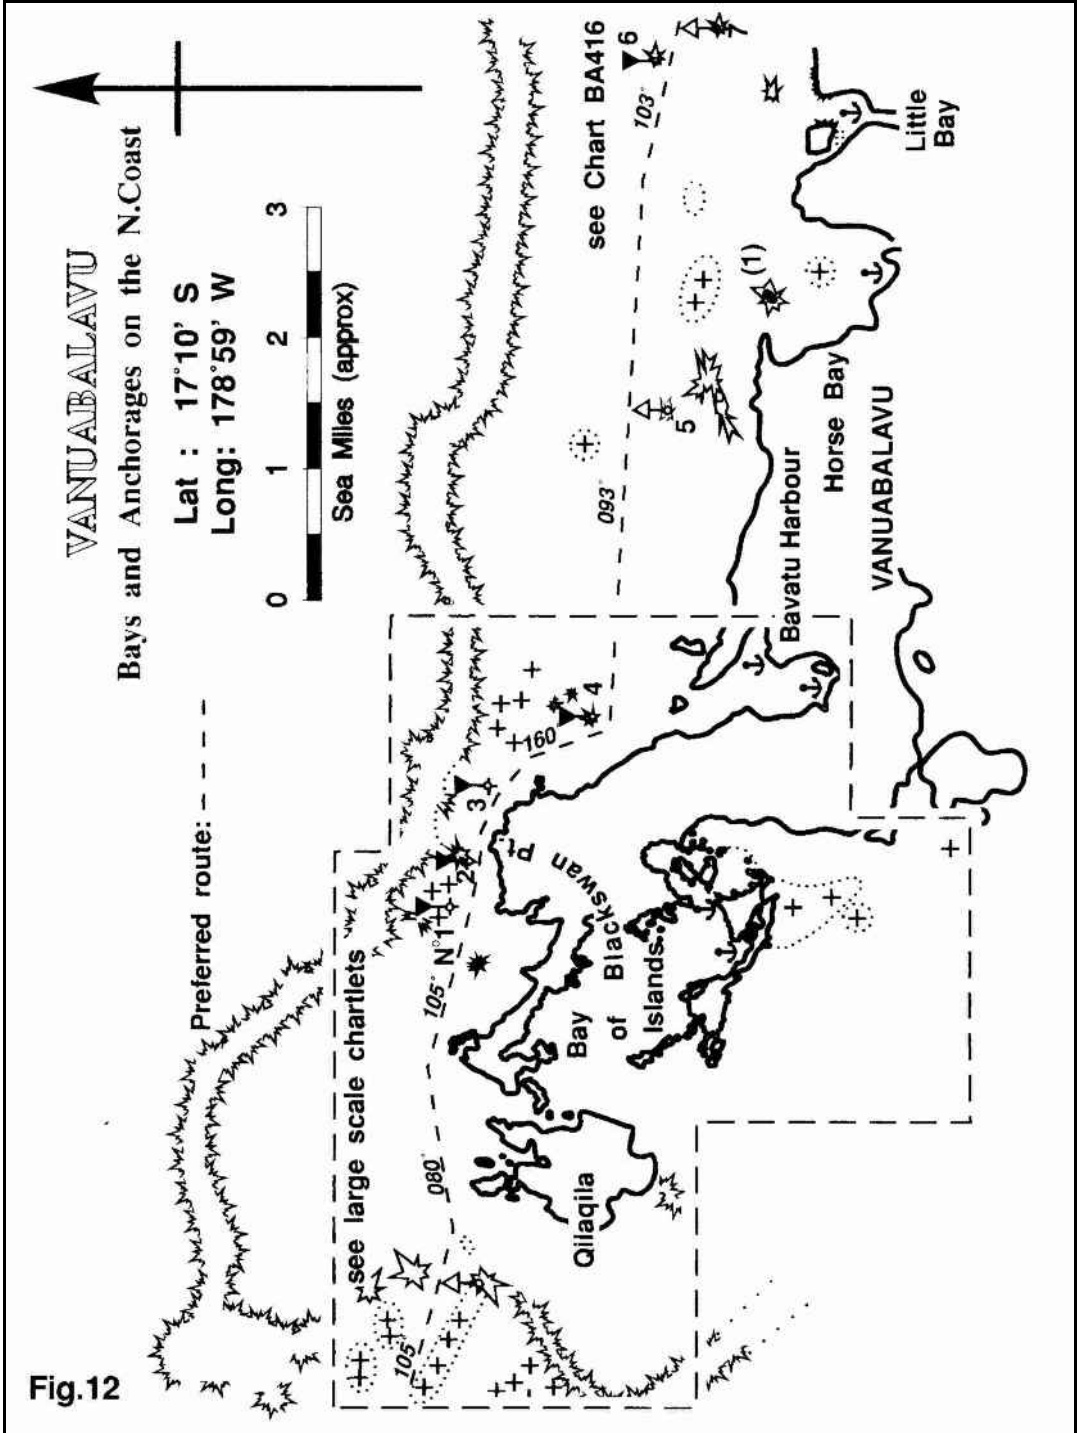 Fig.12
VANUABALAVU
Bays and Anchorages on the N.Coast
Lat : 17°10' S
Long: 178°59' W
0 1 2 3
Sea Miles (approx)
Preferred route:
see large scale chartlets
see Chart BA416
105
080°
105°
160
093°
103°
N°1
2
3
4
5
6
7
(1)
Blackswan Pt.
Bay
of
Islands
Qilaqila
Bavatu Harbour
Horse Bay
VANUABALAVU
Little
Bay